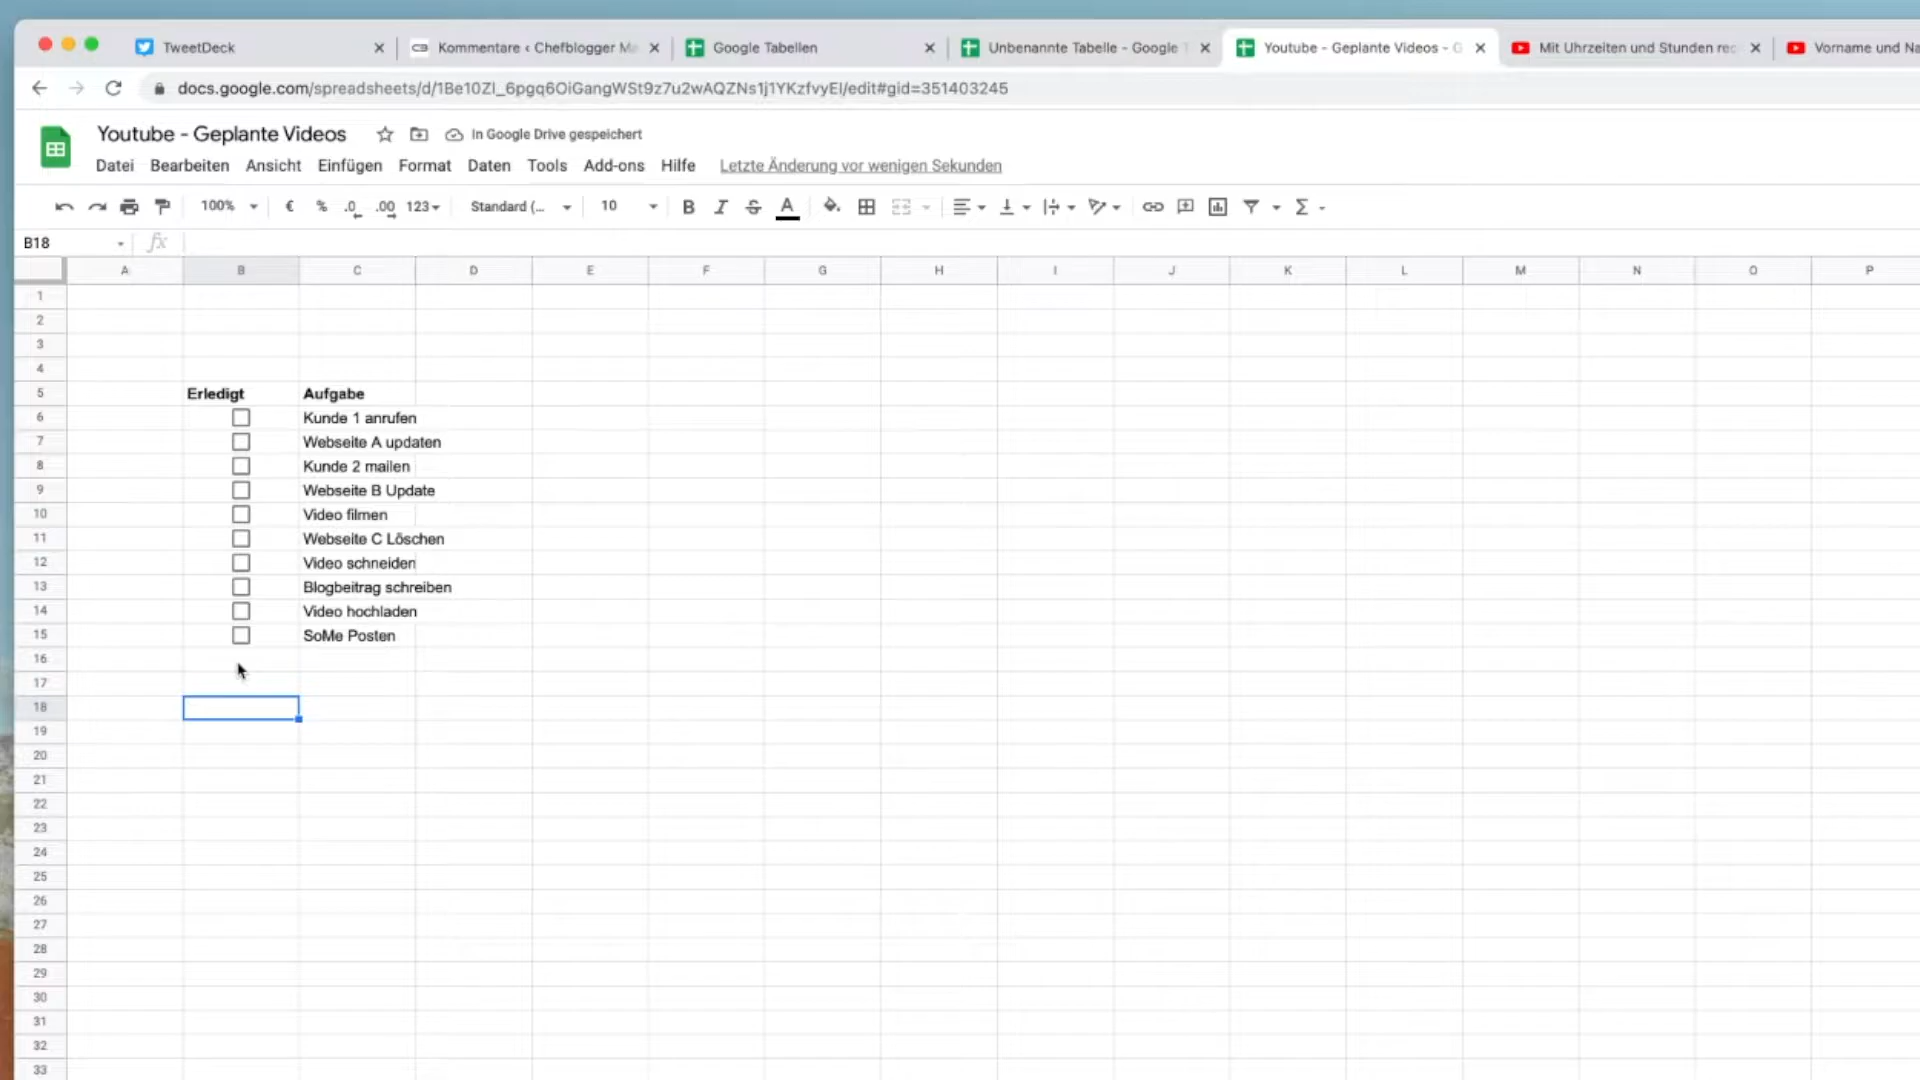 TweetDeck
Kommentare ‹ Chefblogger Ma
Google Tabellen
Unbenannte Tabelle - Google T
Youtube - Geplante Videos - G
Mit Uhrzeiten und Stunden rec
Vorname und Na
docs.google.com/spreadsheets/d/1Be10Zl_6pgq6OiGangWSt9z7u2wAQZNs1j1YKzfvyEI/edit#gid=351403245
Youtube - Geplante Videos
In Google Drive gespeichert
Datei Bearbeiten Ansicht Einfügen Format Daten Tools Add-ons Hilfe Letzte Änderung vor wenigen Sekunden
100% € % .0 .00 123 Standard (... 10 B I S A Σ
B18 fx
A B C D E F G H I J K L M N O P
1
2
3
4
5 Erledigt Aufgabe
6 Kunde 1 anrufen
7 Webseite A updaten
8 Kunde 2 mailen
9 Webseite B Update
10 Video filmen
11 Webseite C Löschen
12 Video schneiden
13 Blogbeitrag schreiben
14 Video hochladen
15 SoMe Posten
16
17
18
19
20
21
22
23
24
25
26
27
28
29
30
31
32
33